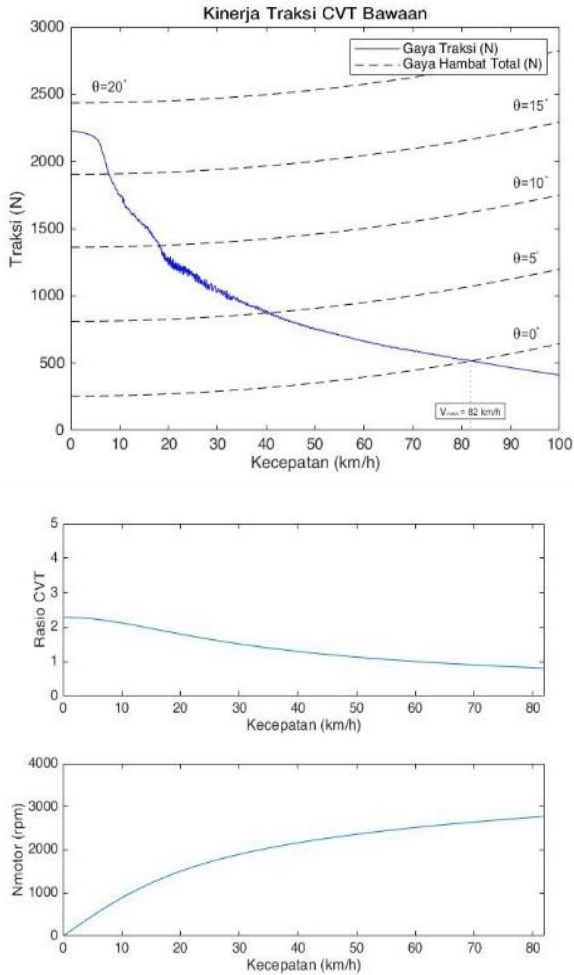 Kinerja Traksi CVT Bawaan
3000
2500
2000
1500
1000
500
0
Traksi (N)
Gaya Traksi (N)
Gaya Hambat Total (N)
θ=20°
θ=15°
θ=10°
θ=5°
θ=0°
= 82 km/h
0 10 20 30 40 50 60 70 80 90 100
Kecepatan (km/h)
5
4
3
2
1
0
Rasio CVT
0 10 20 30 40 50 60 70 80
Kecepatan (km/h)
4000
3000
2000
1000
0
Nmotor (rpm)
0 10 20 30 40 50 60 70 80
Kecepatan (km/h)